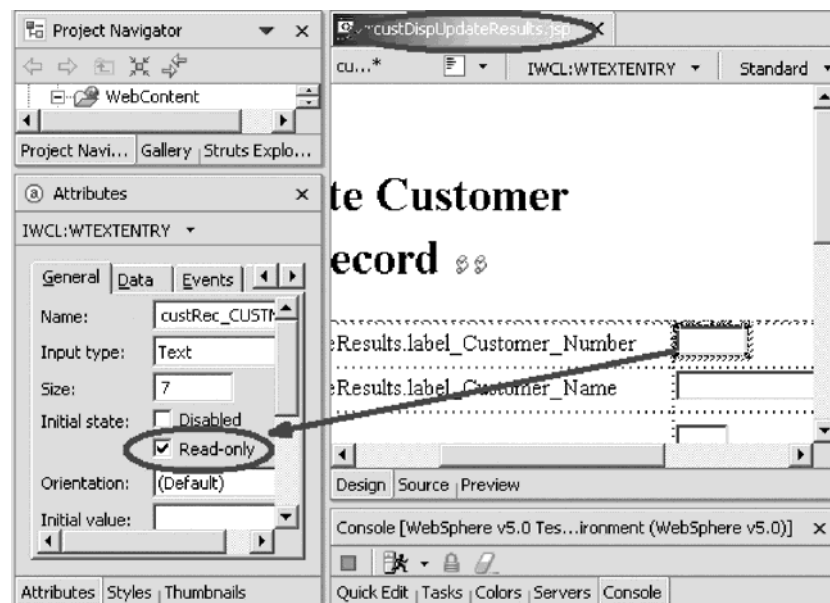 Project Navigator
WebContent
Project Navi... Gallery Struts Explo...
Attributes
IWCL:WTEXTENTRY
General Data Events
Name: custRec_CUSTN
Input type: Text
Size: 7
Initial state: Disabled
Read-only
Orientation: (Default)
Initial value:
Attributes Styles Thumbnails
custDispUpdateResults.jsp
cu...* IWCL:WTEXTENTRY Standard
te Customer
ecord
eResults.label_Customer_Number
eResults.label_Customer_Name
Design Source Preview
Console [WebSphere v5.0 Tes...ironment (WebSphere v5.0)]
Quick Edit Tasks Colors Servers Console